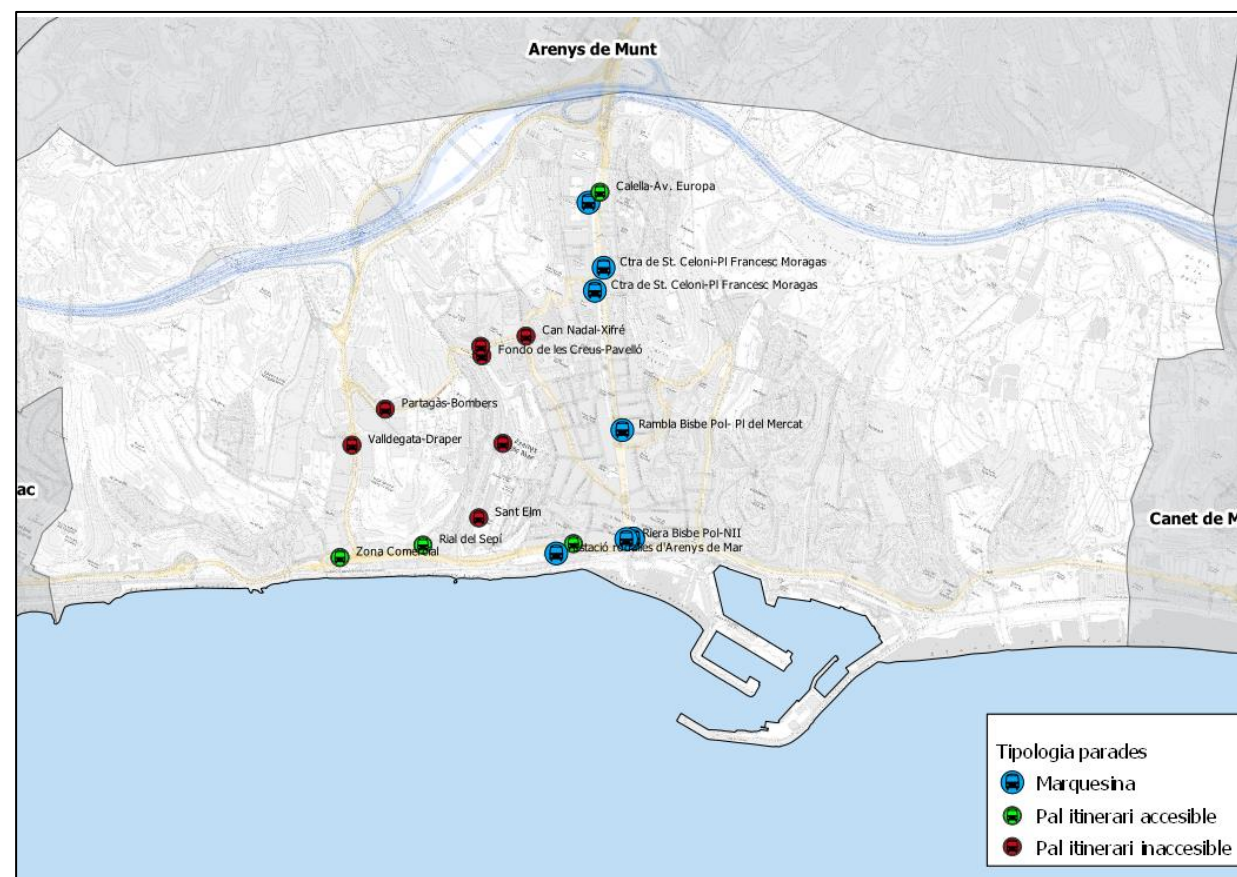 Arenys de Munt
Calella-Av. Europa
Ctra de St. Celoni-Pl Francesc Moragas
Ctra de St. Celoni-Pl Francesc Moragas
Can Nadal-Xifré
Fondo de les Creus-Pavelló
Partagàs-Bombers
Rambla Bisbe Pol- Pl del Mercat
Valldegata-Draper
ac
Sant Elm
Canet de M
Riera Bisbe Pol-NII
Rial del Sepí
Zona Comercial
d'Arenys de Mar
Tipologia parades
Marquesina
Pal itinerari accesible
Pal itinerari inaccesible